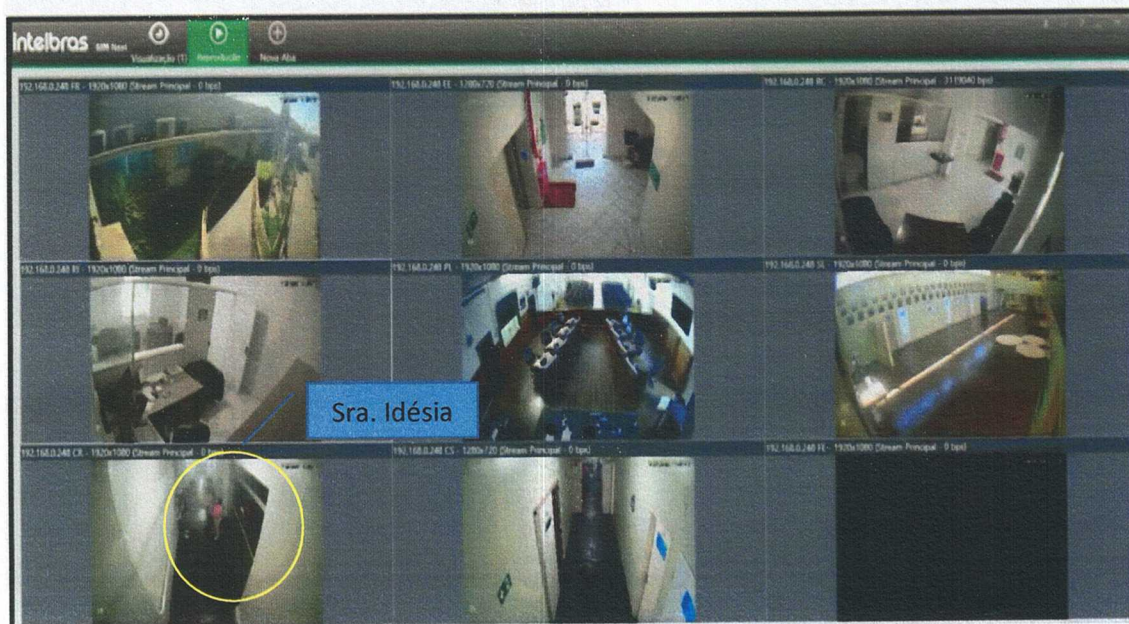 intelbras SIM Next
Visualização (1) Reprodução Nova Aba
192.168.0.248 FR - 1920x1080 (Stream Principal - 0 bps)
192.168.0.248 EE - 1280x720 (Stream Principal - 0 bps)
192.168.0.248 RC - 1920x1080 (Stream Principal - 3119040 bps)
192.168.0.248 RI - 1920x1080 (Stream Principal - 0 bps)
192.168.0.248 PL - 1920x1080 (Stream Principal - 0 bps)
192.168.0.248 SE - 1920x1080 (Stream Principal - 0 bps)
Sra. Idésia
192.168.0.248 CR - 1920x1080 (Stream Principal - 0 bps)
192.168.0.248 CS - 1280x720 (Stream Principal - 0 bps)
192.168.0.248 FE - 1920x1080 (Stream Principal - 0 bps)